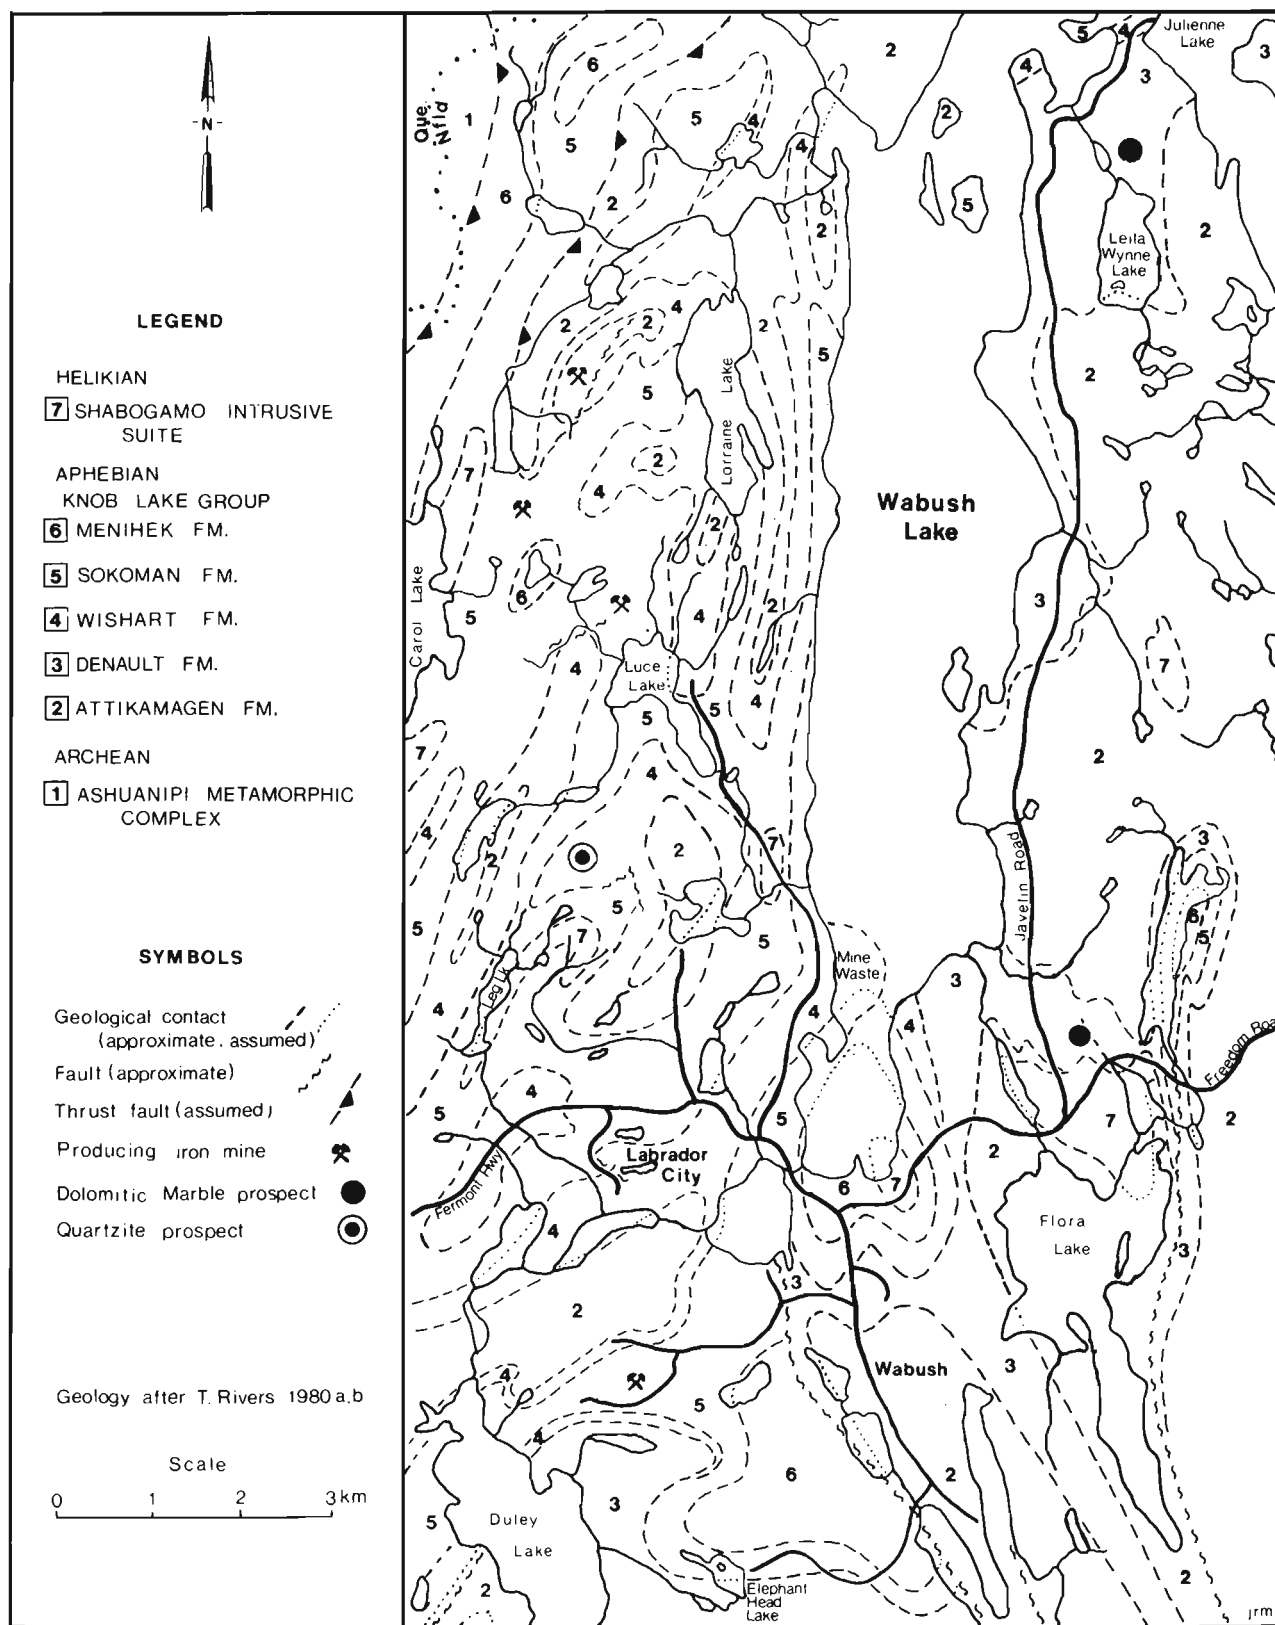 -N-
LEGEND
HELIKIAN
7 SHABOGAMO INTRUSIVE
SUITE
APHEBIAN
KNOB LAKE GROUP
6 MENIHEK FM.
5 SOKOMAN FM.
4 WISHART FM.
3 DENAULT FM.
2 ATTIKAMAGEN FM.
ARCHEAN
1 ASHUANIPI METAMORPHIC
COMPLEX
SYMBOLS
Geological contact
(approximate, assumed)
Fault (approximate)
Thrust fault (assumed)
Producing iron mine
Dolomitic Marble prospect
Quartzite prospect
Geology after T. Rivers 1980 a,b
Scale
0 1 2 3 km
Que
Nfld
Julienne
Lake
Leila
Wynne
Lake
Lorraine Lake
Wabush
Lake
Carol Lake
Luce
Lake
Javelin Road
Leg Lk
Mine
Waste
Freedom Roa
Fermont Hwy
Labrador
City
Flora
Lake
Wabush
Duley
Lake
Elephant
Head
Lake
jrm